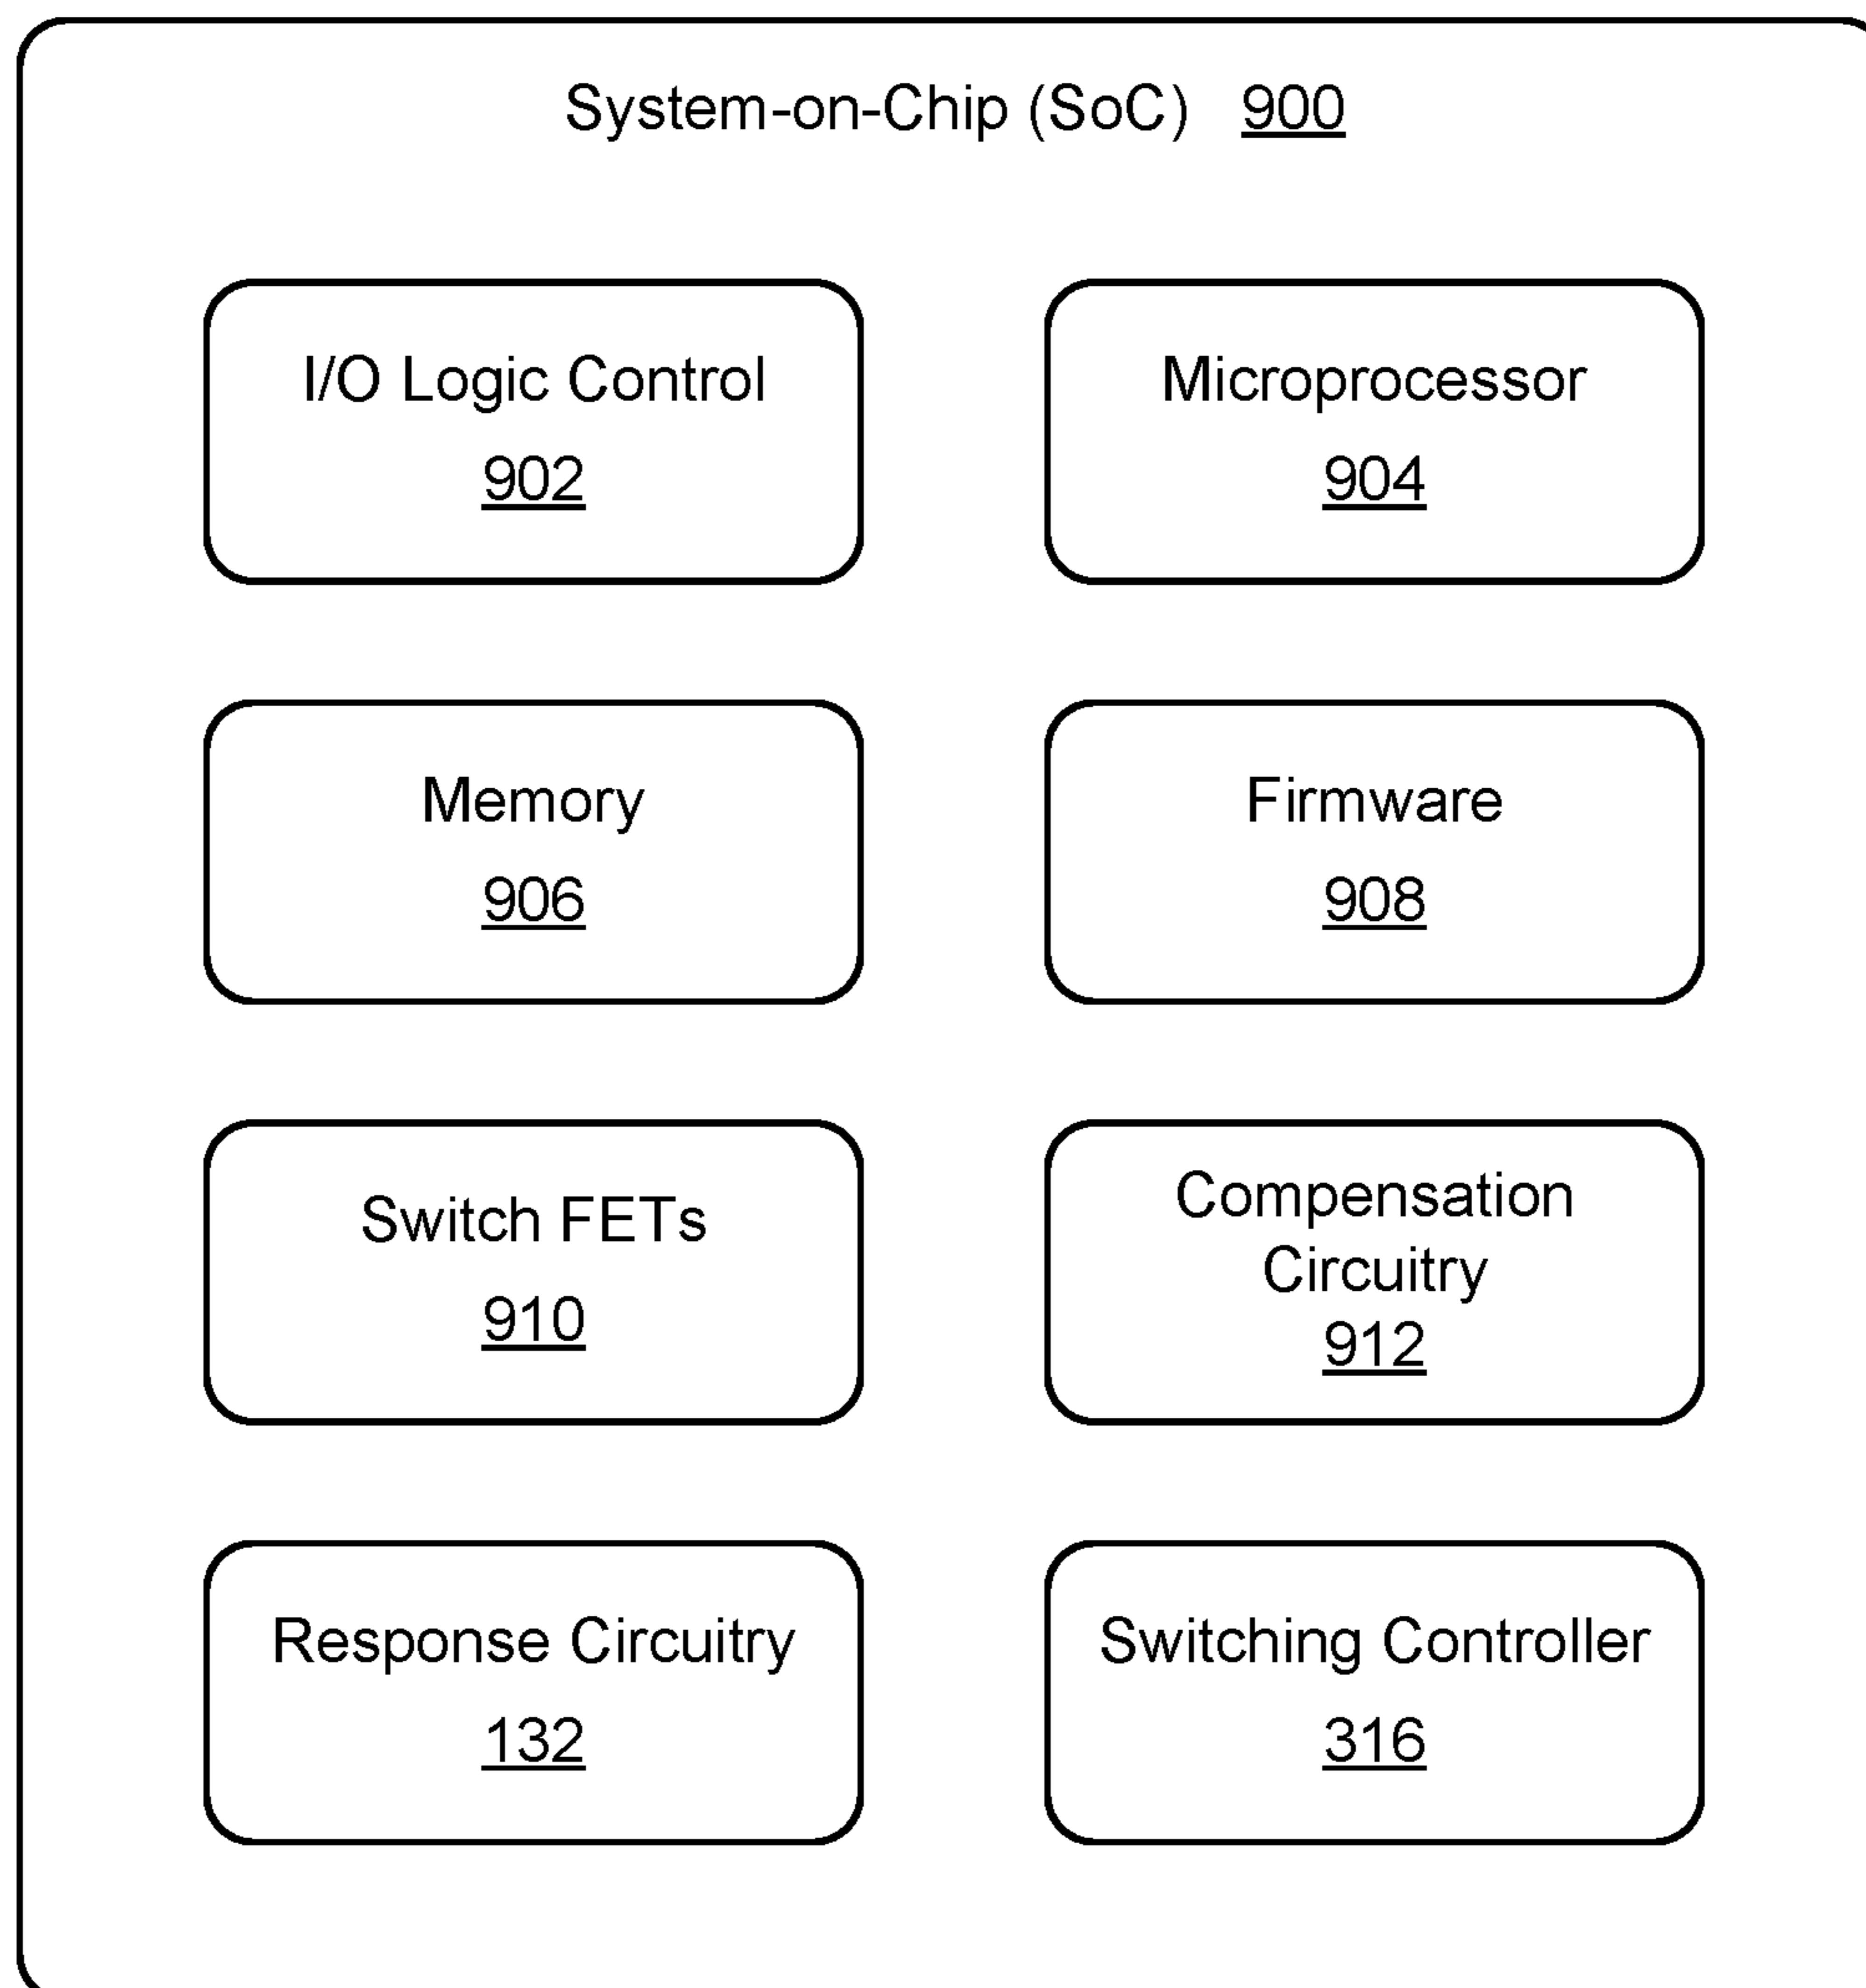 System-on-Chip (SoC) 900
I/O Logic Control
902
Microprocessor
904
Memory
906
Firmware
908
Switch FETs
910
Compensation
Circuitry
912
Response Circuitry
132
Switching Controller
316